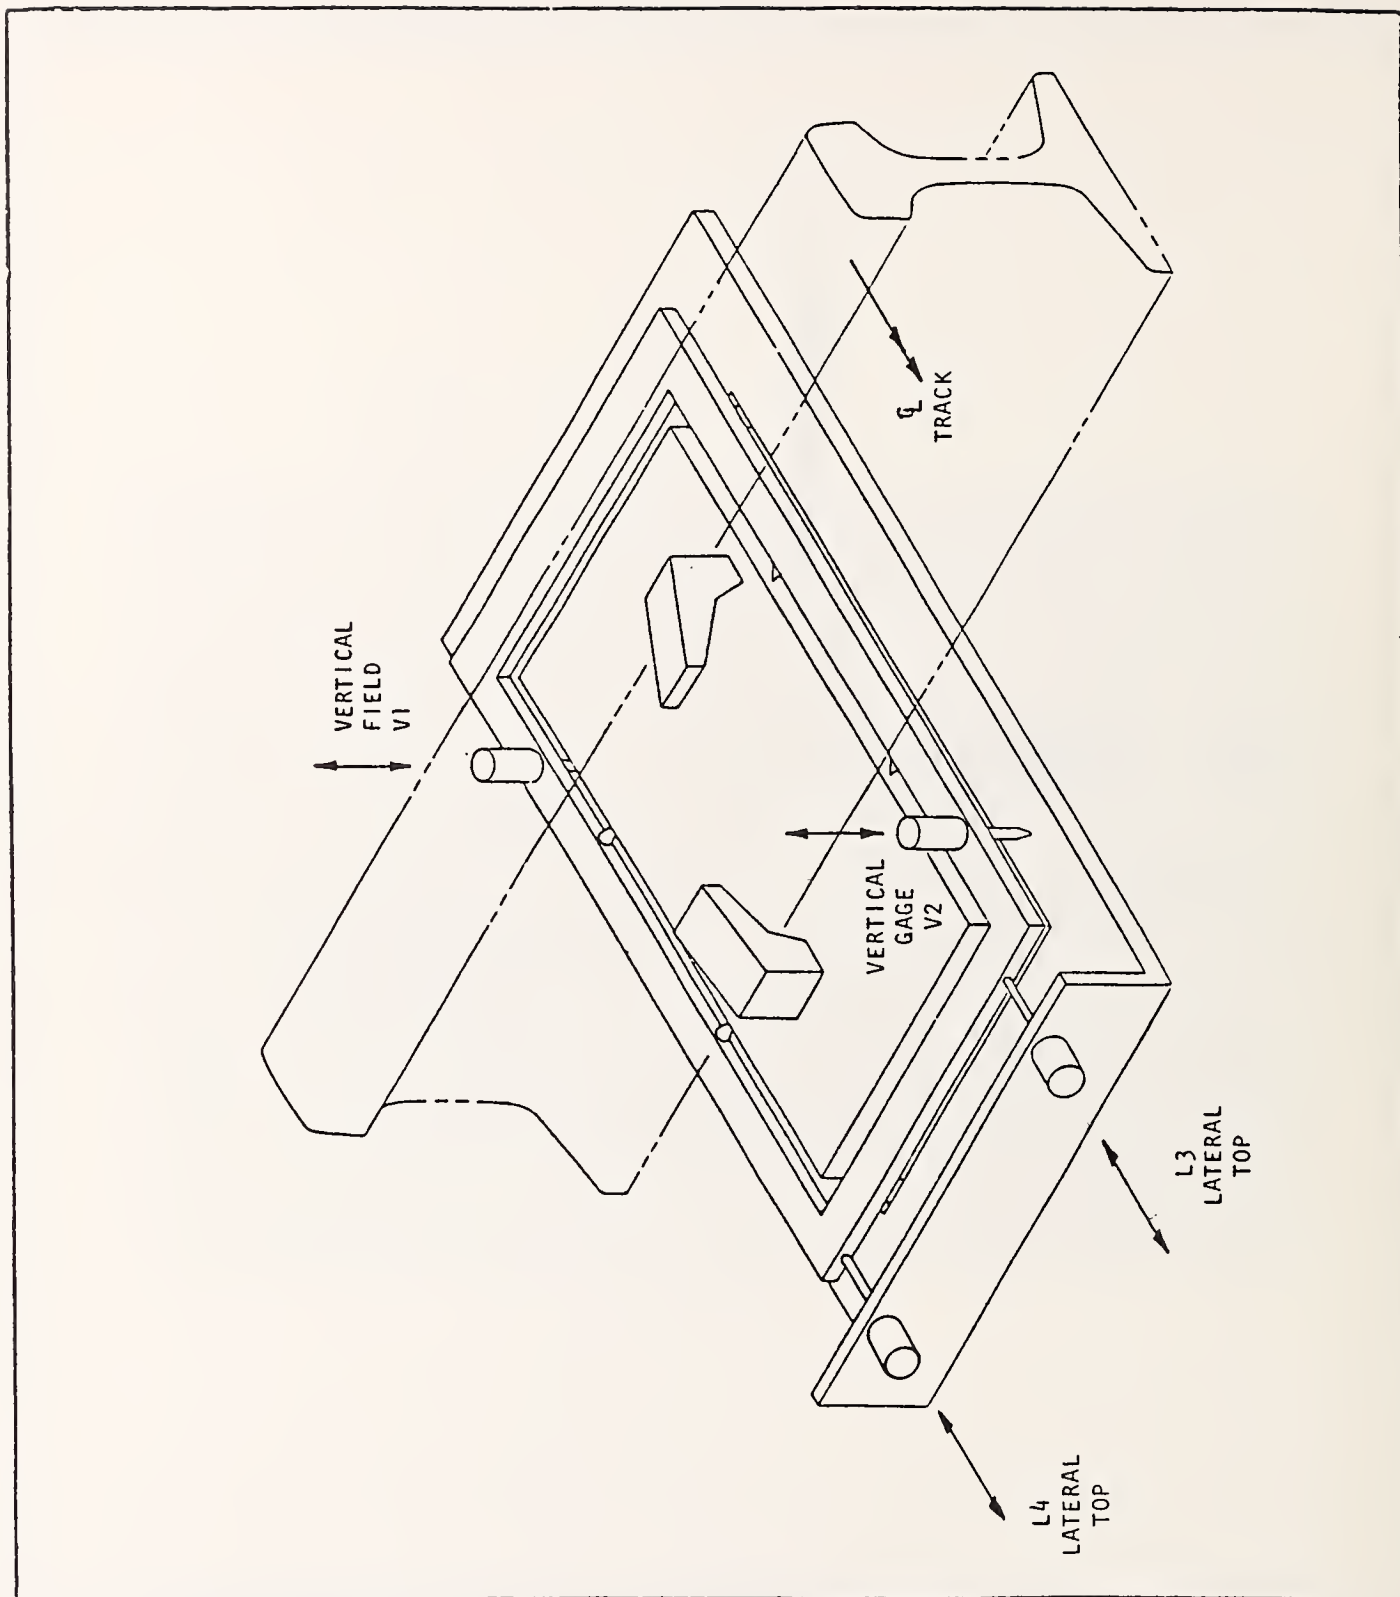 VERTICAL
FIELD
V1
℄
TRACK
VERTICAL
GAGE
V2
L3
LATERAL
TOP
L4
LATERAL
TOP